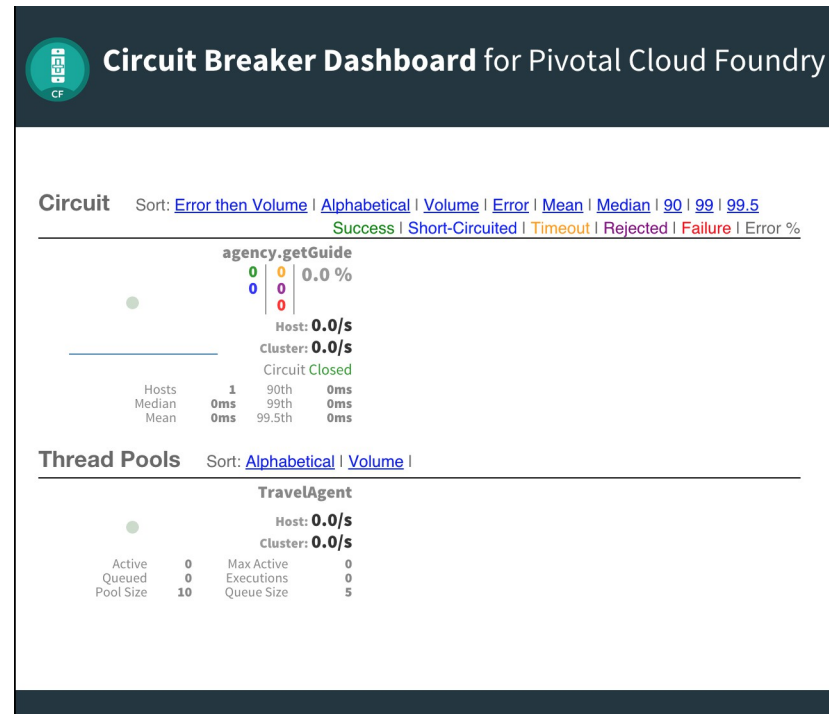 Circuit Breaker Dashboard for Pivotal Cloud Foundry
CF
Circuit Sort: Error then Volume | Alphabetical | Volume | Error | Mean | Median | 90 | 99 | 99.5
Success | Short-Circuited | Timeout | Rejected | Failure | Error %
agency.getGuide
0 0 0.0 %
0 0
0
Host: 0.0/s
Cluster: 0.0/s
Circuit Closed
Hosts 1 90th 0ms
Median 0ms 99th 0ms
Mean 0ms 99.5th 0ms
Thread Pools Sort: Alphabetical | Volume |
TravelAgent
Host: 0.0/s
Cluster: 0.0/s
Active 0 Max Active 0
Queued 0 Executions 0
Pool Size 10 Queue Size 5